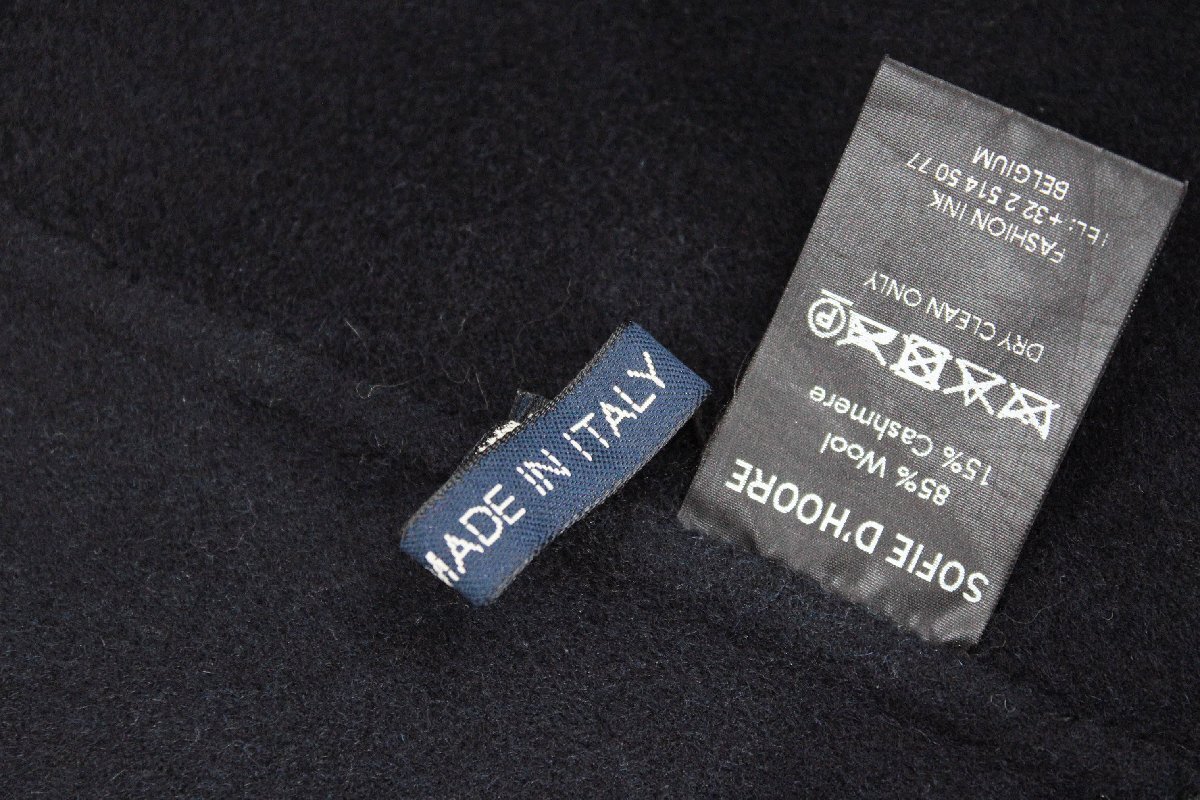 MADE IN ITALY
SOFIE D'HOORE
85% Wool
15% Cashmere
DRY CLEAN ONLY
FASHION INK
TEL: +32 2 514 50 77
BELGIUM